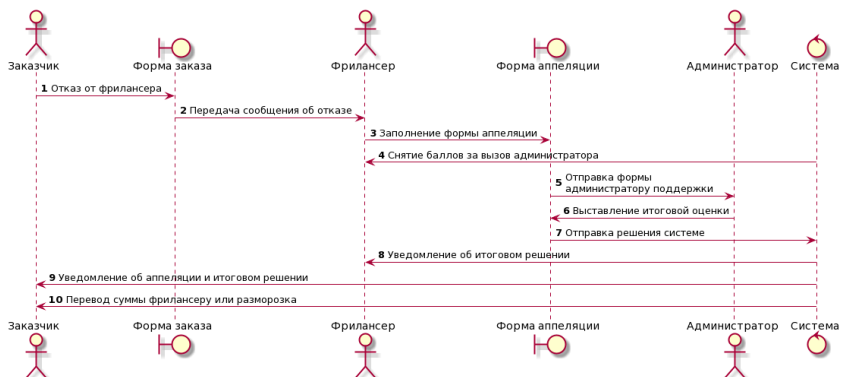 Заказчик
Форма заказа
Фрилансер
Форма аппеляции
Администратор
Система
1 Отказ от фрилансера
2 Передача сообщения об отказе
3 Заполнение формы аппеляции
4 Снятие баллов за вызов администратора
5 Отправка формы
администратору поддержки
6 Выставление итоговой оценки
7 Отправка решения системе
8 Уведомление об итоговом решении
9 Уведомление об аппеляции и итоговом решении
10 Перевод суммы фрилансеру или разморозка
Заказчик
Форма заказа
Фрилансер
Форма аппеляции
Администратор
Система